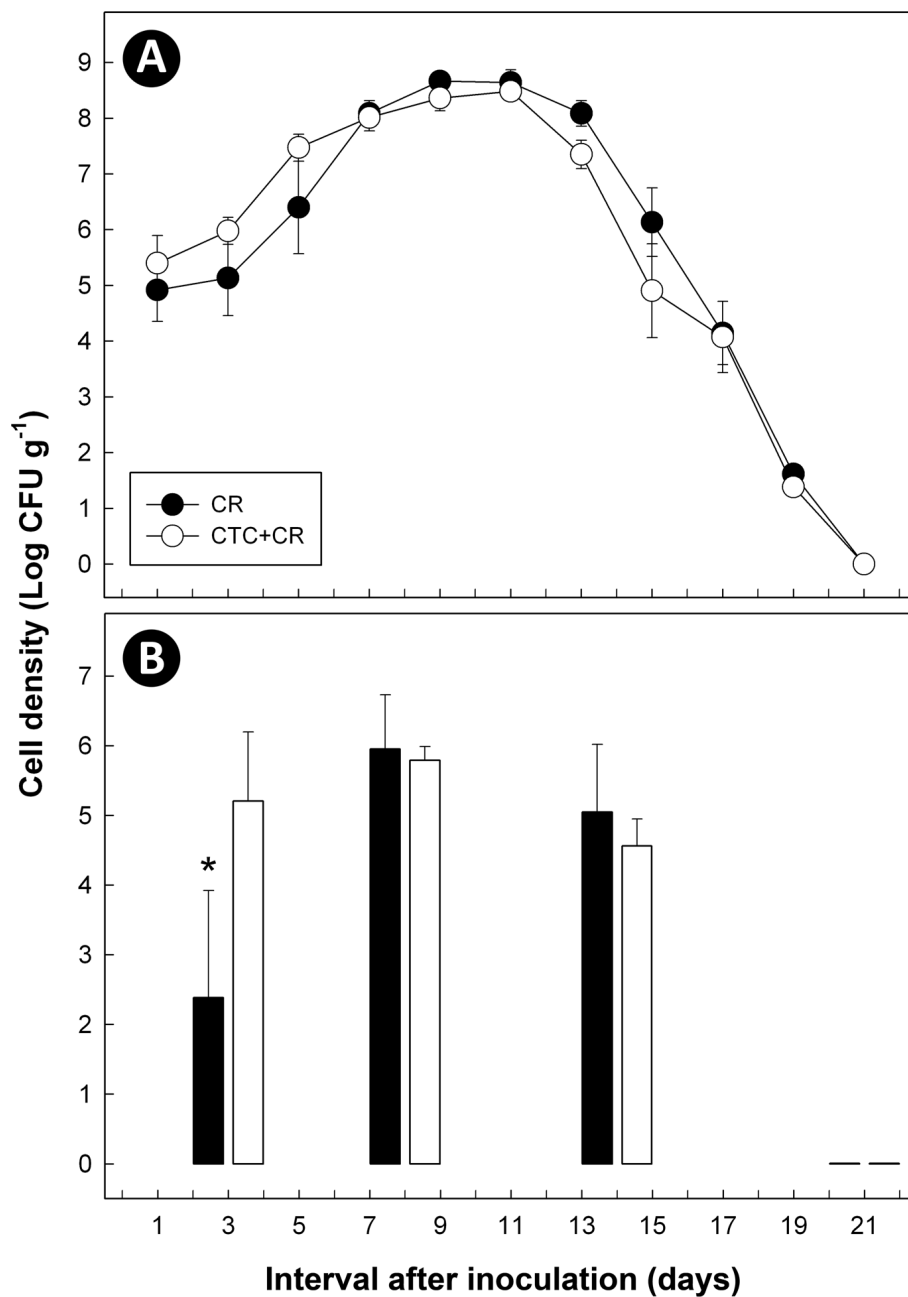 A
9
8
7
6
5
4
3
2
1
0
CR
CTC+CR
Cell density (Log CFU g-1)
B
7
6
5
4
3
2
1
0
*
1 3 5 7 9 11 13 15 17 19 21
Interval after inoculation (days)